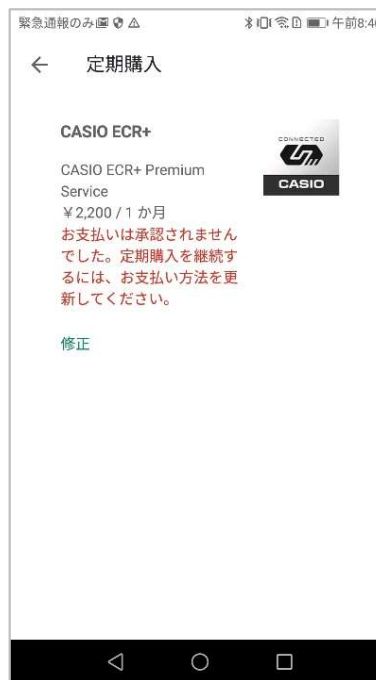 緊急通報のみ
午前8:4
定期購入
CASIO ECR+
CONNECTED
CASIO
CASIO ECR+ Premium
Service
￥2,200 / 1 か月
お支払いは承認されません
でした。定期購入を継続す
るには、お支払い方法を更
新してください。
修正